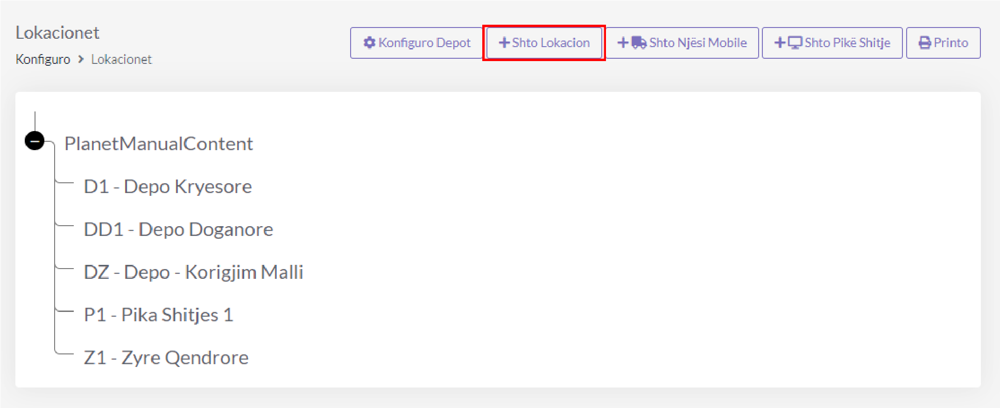 Lokacionet
Konfiguro > Lokacionet
Konfiguro Depot
+ Shto Lokacion
+ Shto Njësi Mobile
+ Shto Pikë Shitje
Printo
PlanetManualContent
D1 - Depo Kryesore
DD1 - Depo Doganore
DZ - Depo - Korigjim Malli
P1 - Pika Shitjes 1
Z1 - Zyre Qendrore